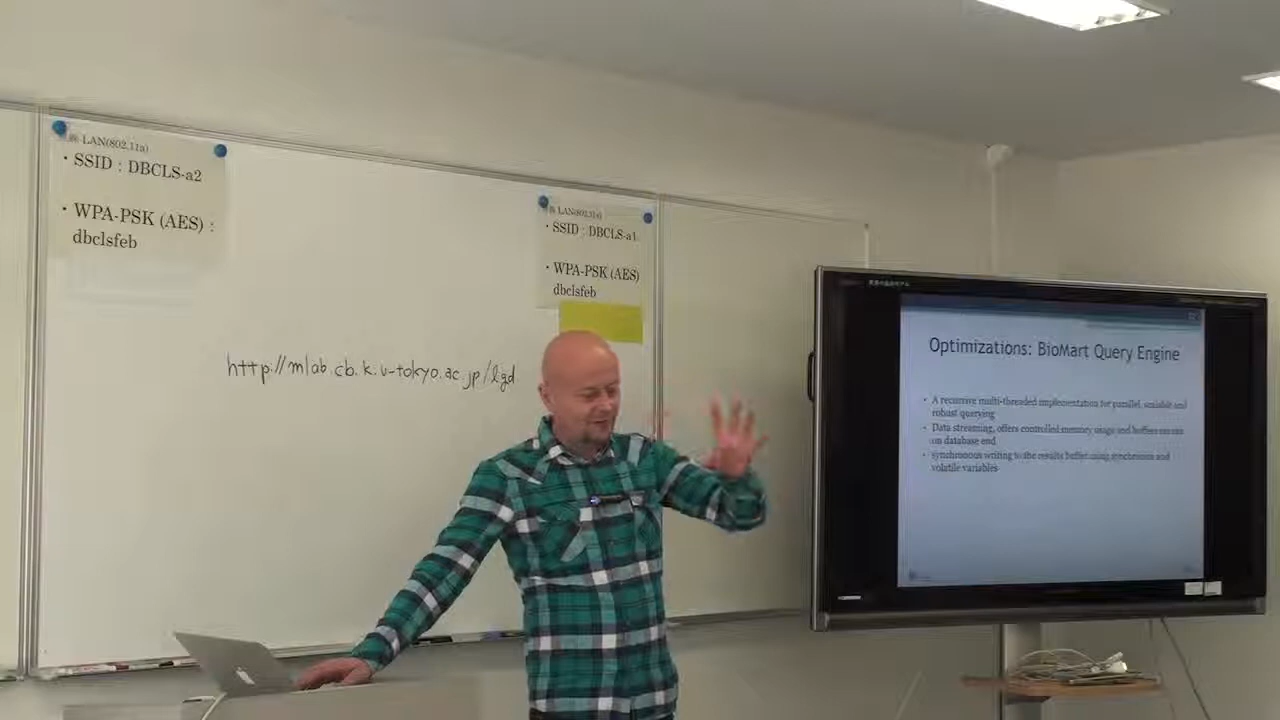 LAN(802.11a)
・SSID : DBCLS-a2
・WPA-PSK (AES) :
dbclsfeb
LAN(802.11a)
・SSID : DBCLS-a1
・WPA-PSK (AES)
dbclsfeb
http://mlab.cb.k.u-tokyo.ac.jp/lgd
Optimizations: BioMart Query Engine
• A recursive multi-threaded implementation for parallel, scalable and
robust querying
• Data streaming, offers controlled memory usage and buffers
on database end
• synchronous writing to the results buffer using synchronous and
volatile variables